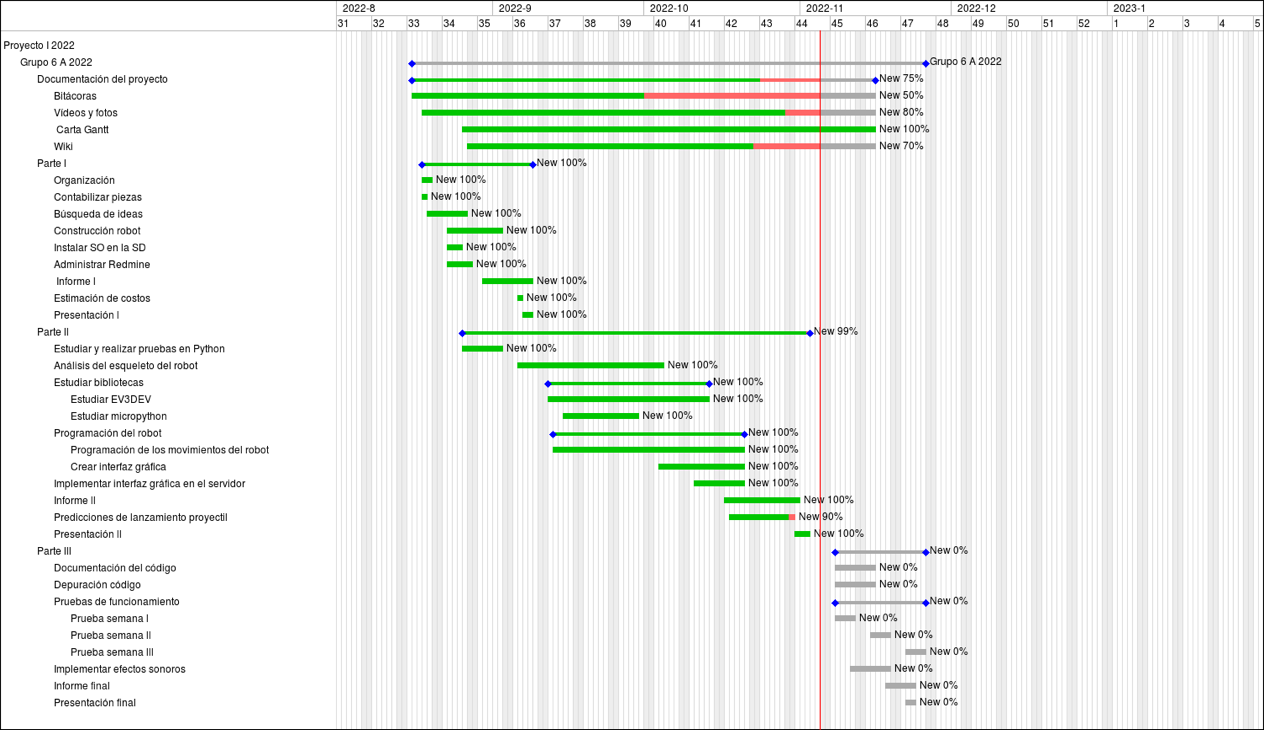 2022-8 2022-9 2022-10 2022-11 2022-12 2023-1
31 32 33 34 35 36 37 38 39 40 41 42 43 44 45 46 47 48 49 50 51 52 1 2 3 4 5
Proyecto I 2022
Grupo 6 A 2022 Grupo 6 A 2022
Documentación del proyecto New 75%
Bitácoras New 50%
Vídeos y fotos New 80%
Carta Gantt New 100%
Wiki New 70%
Parte I New 100%
Organización New 100%
Contabilizar piezas New 100%
Búsqueda de ideas New 100%
Construcción robot New 100%
Instalar SO en la SD New 100%
Administrar Redmine New 100%
Informe I New 100%
Estimación de costos New 100%
Presentación I New 100%
Parte II New 99%
Estudiar y realizar pruebas en Python New 100%
Análisis del esqueleto del robot New 100%
Estudiar bibliotecas New 100%
Estudiar EV3DEV New 100%
Estudiar micropython New 100%
Programación del robot New 100%
Programación de los movimientos del robot New 100%
Crear interfaz gráfica New 100%
Implementar interfaz gráfica en el servidor New 100%
Informe II New 100%
Predicciones de lanzamiento proyectil New 90%
Presentación II New 100%
Parte III New 0%
Documentación del código New 0%
Depuración código New 0%
Pruebas de funcionamiento New 0%
Prueba semana I New 0%
Prueba semana II New 0%
Prueba semana III New 0%
Implementar efectos sonoros New 0%
Informe final New 0%
Presentación final New 0%